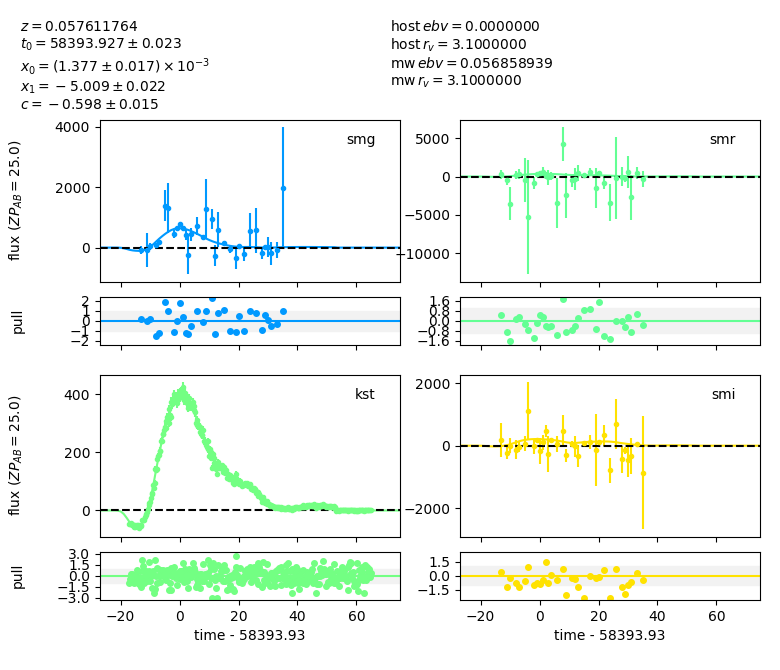 z = 0.057611764
t₀ = 58393.927 ± 0.023
x₀ = (1.377 ± 0.017) × 10⁻³
x₁ = − 5.009 ± 0.022
c = − 0.598 ± 0.015
host ebv = 0.0000000
host r_v = 3.1000000
mw ebv = 0.056858939
mw r_v = 3.1000000
flux (ZP_AB = 25.0)
4000
2000
0
smg
5000
0
−5000
−10000
smr
pull
2
1
0
−1
−2
1.6
0.8
0.0
−0.8
−1.6
flux (ZP_AB = 25.0)
400
200
0
kst
2000
0
−2000
smi
pull
3.0
1.5
0.0
−1.5
−3.0
1.5
0.0
−1.5
−20 0 20 40 60
−20 0 20 40 60
time - 58393.93
time - 58393.93